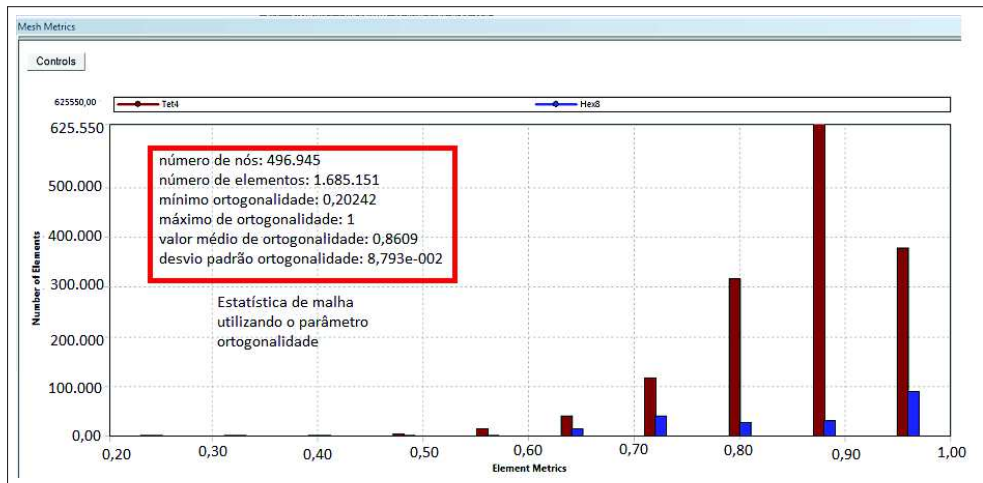 Mesh Metrics
Controls
625550,00
Tet4
Hex8
625.550
500.000
400.000
300.000
200.000
100.000
0,00
Number of Elements
número de nós: 496.945
número de elementos: 1.685.151
mínimo ortogonalidade: 0,20242
máximo de ortogonalidade: 1
valor médio de ortogonalidade: 0,8609
desvio padrão ortogonalidade: 8,793e-002
Estatística de malha
utilizando o parâmetro
ortogonalidade
0,20 0,30 0,40 0,50 0,60 0,70 0,80 0,90 1,00
Element Metrics